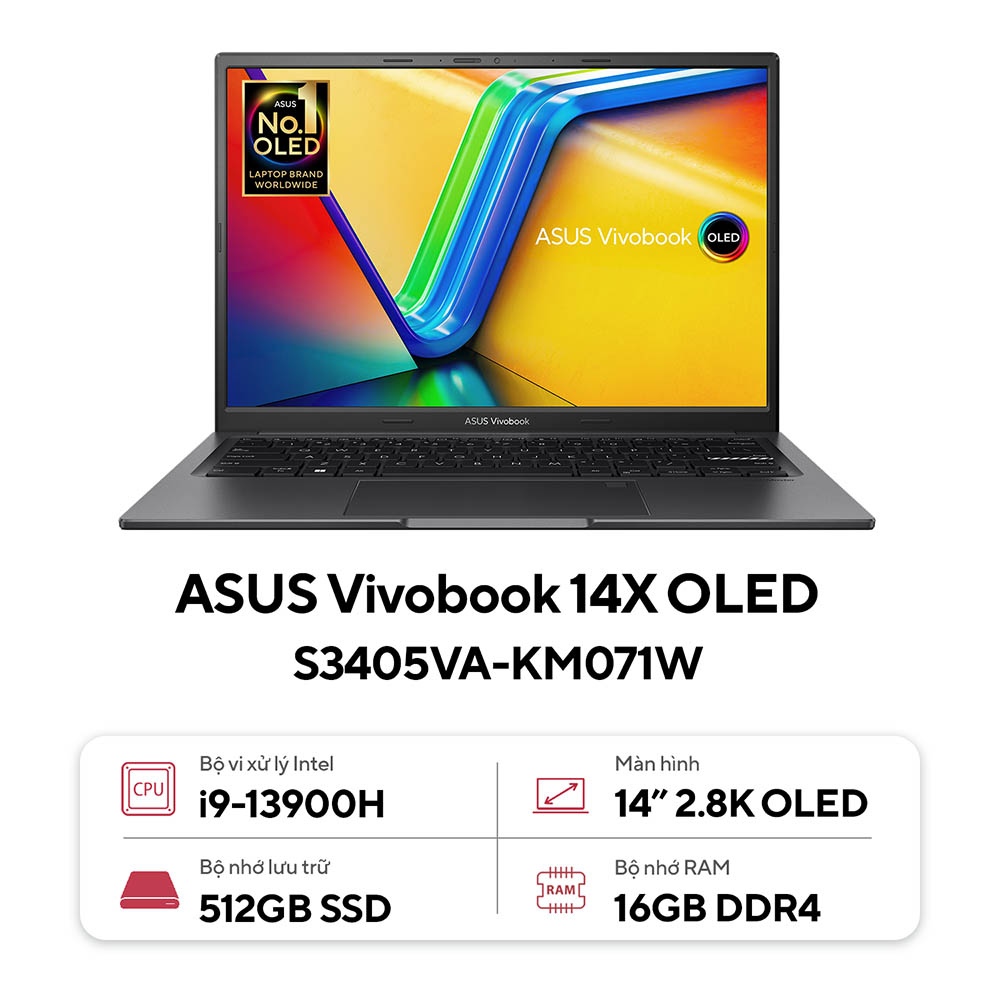 ASUS
No.1
OLED
LAPTOP BRAND
WORLDWIDE
ASUS Vivobook OLED
ASUS Vivobook
ASUS Vivobook 14X OLED
S3405VA-KM071W
Bộ vi xử lý Intel
CPU
i9-13900H
Màn hình
14″ 2.8K OLED
Bộ nhớ lưu trữ
512GB SSD
Bộ nhớ RAM
RAM
16GB DDR4